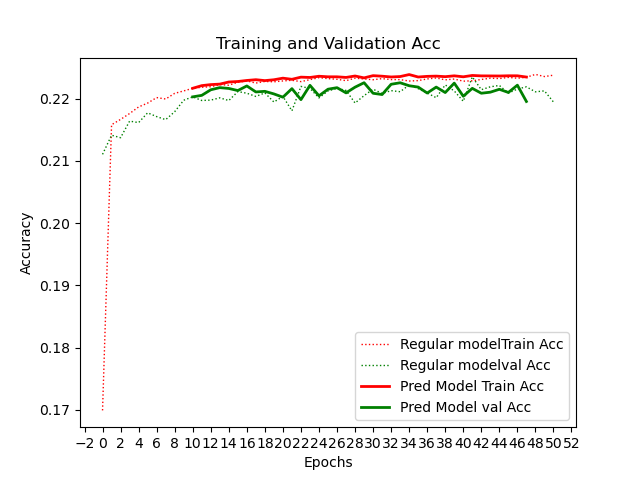 Training and Validation Acc
Accuracy
0.22
0.21
0.20
0.19
0.18
0.17
Regular modelTrain Acc
Regular modelval Acc
Pred Model Train Acc
Pred Model val Acc
−2 0 2 4 6 8 10 12 14 16 18 20 22 24 26 28 30 32 34 36 38 40 42 44 46 48 50 52
Epochs